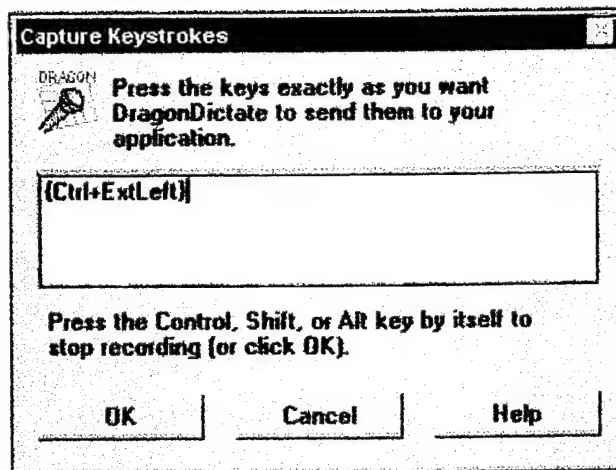 Capture Keystrokes
DRAGON
Press the keys exactly as you want
DragonDictate to send them to your
application.
{Ctrl+ExtLeft}
Press the Control, Shift, or Alt key by itself to
stop recording (or click OK).
OK Cancel Help